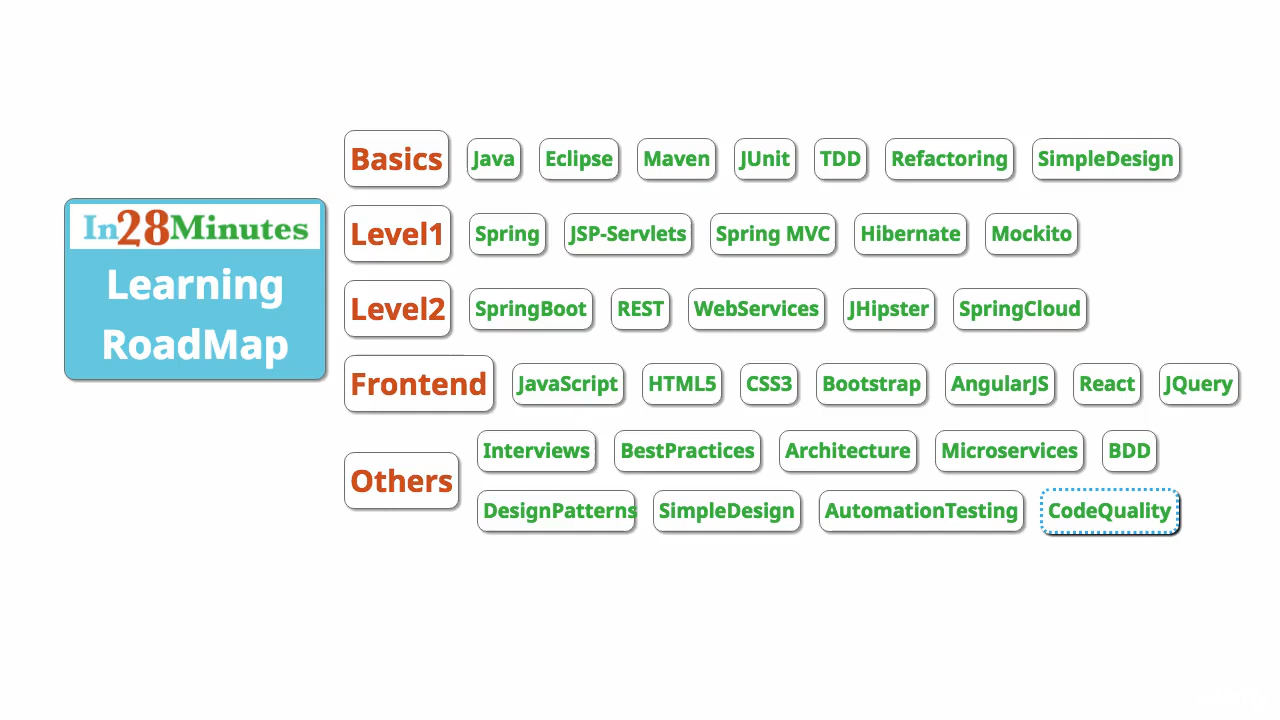 In28Minutes
Learning
RoadMap
Basics Java Eclipse Maven JUnit TDD Refactoring SimpleDesign
Level1 Spring JSP-Servlets Spring MVC Hibernate Mockito
Level2 SpringBoot REST WebServices JHipster SpringCloud
Frontend JavaScript HTML5 CSS3 Bootstrap AngularJS React JQuery
Others
Interviews BestPractices Architecture Microservices BDD
DesignPatterns SimpleDesign AutomationTesting CodeQuality